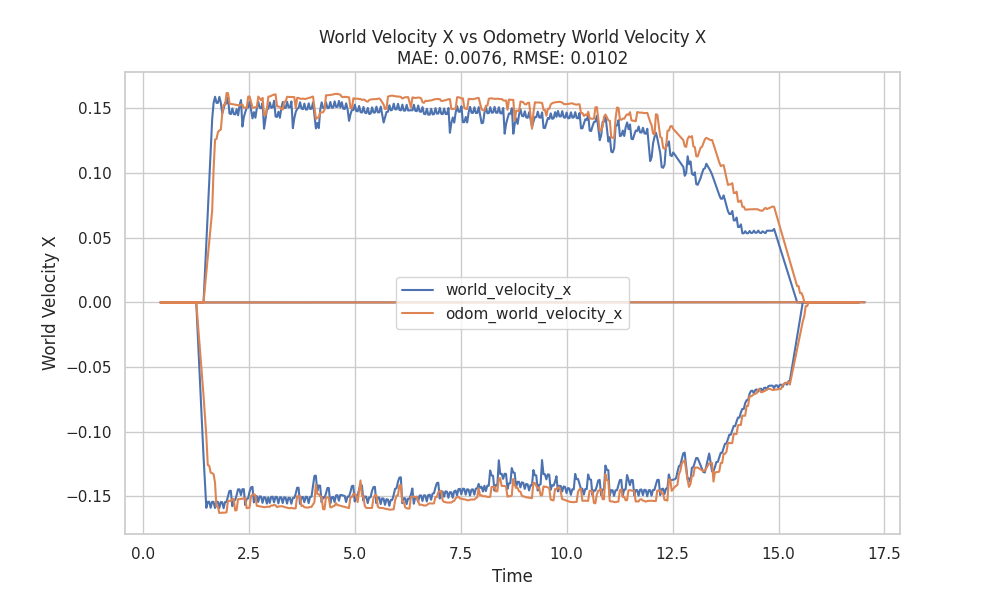 World Velocity X vs Odometry World Velocity X
MAE: 0.0076, RMSE: 0.0102
World Velocity X
0.15
0.10
0.05
0.00
−0.05
−0.10
−0.15
world_velocity_x
odom_world_velocity_x
0.0 2.5 5.0 7.5 10.0 12.5 15.0 17.5
Time